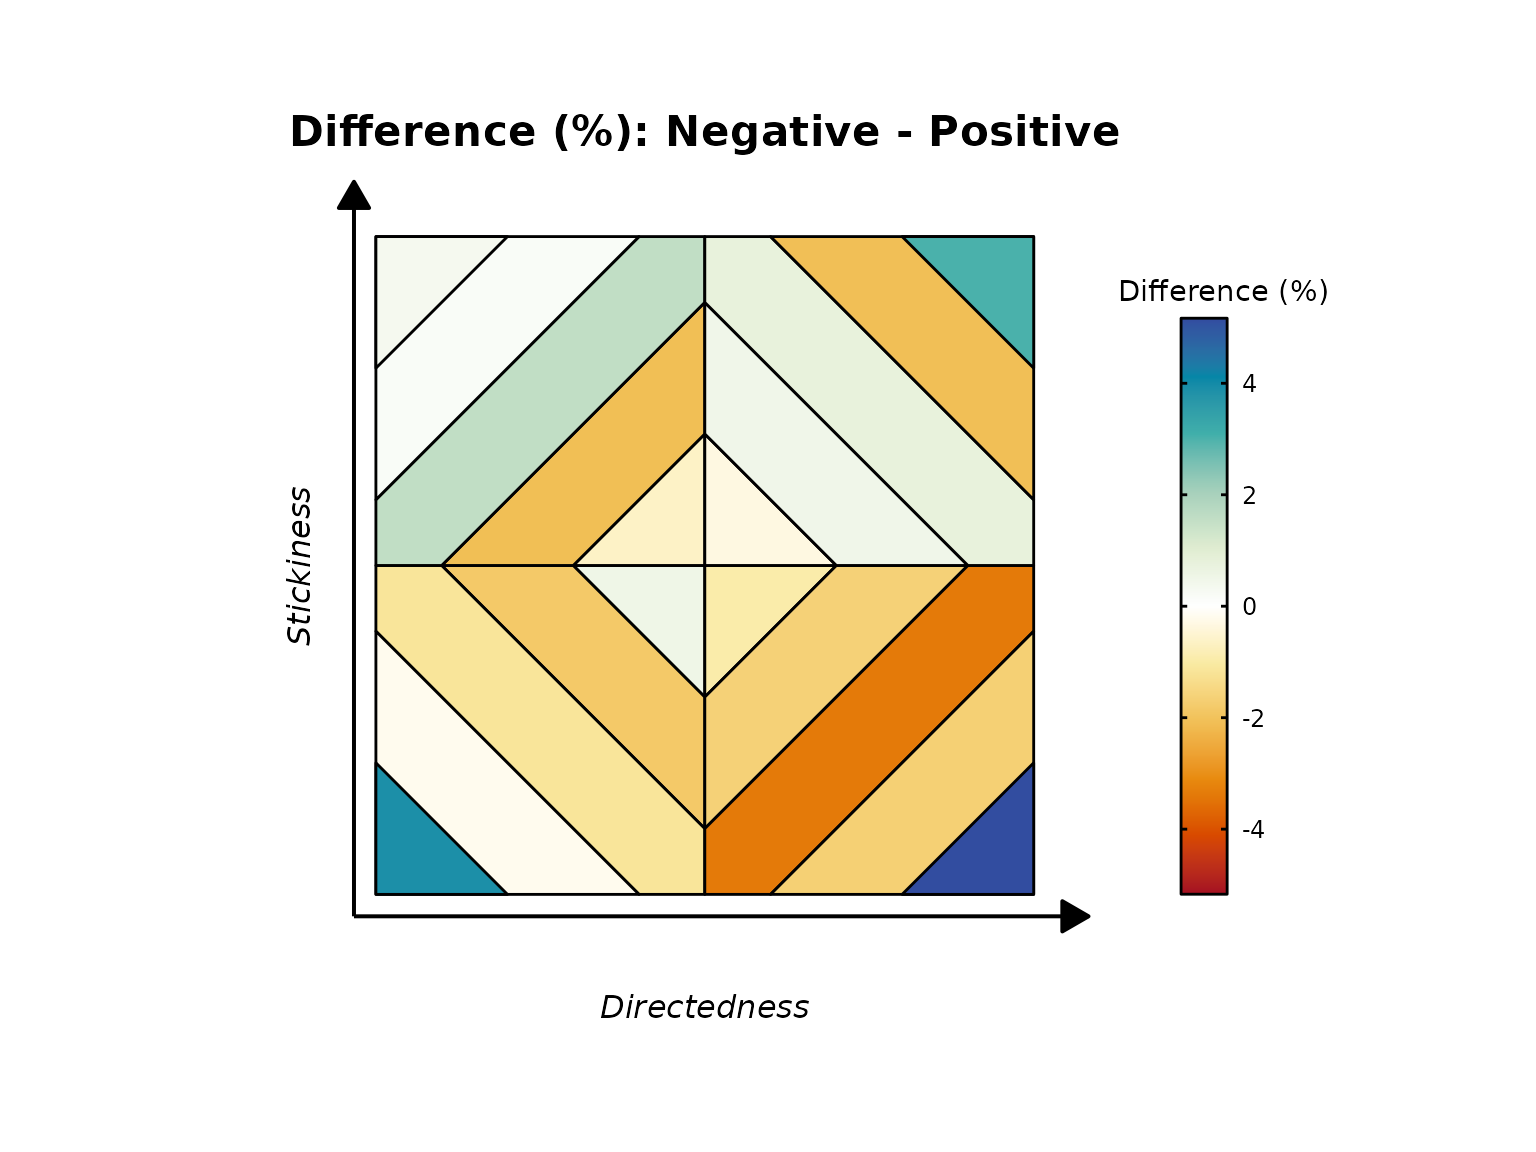 Difference (%): Negative - Positive
Difference (%)
4
2
0
-2
-4
Stickiness
Directedness